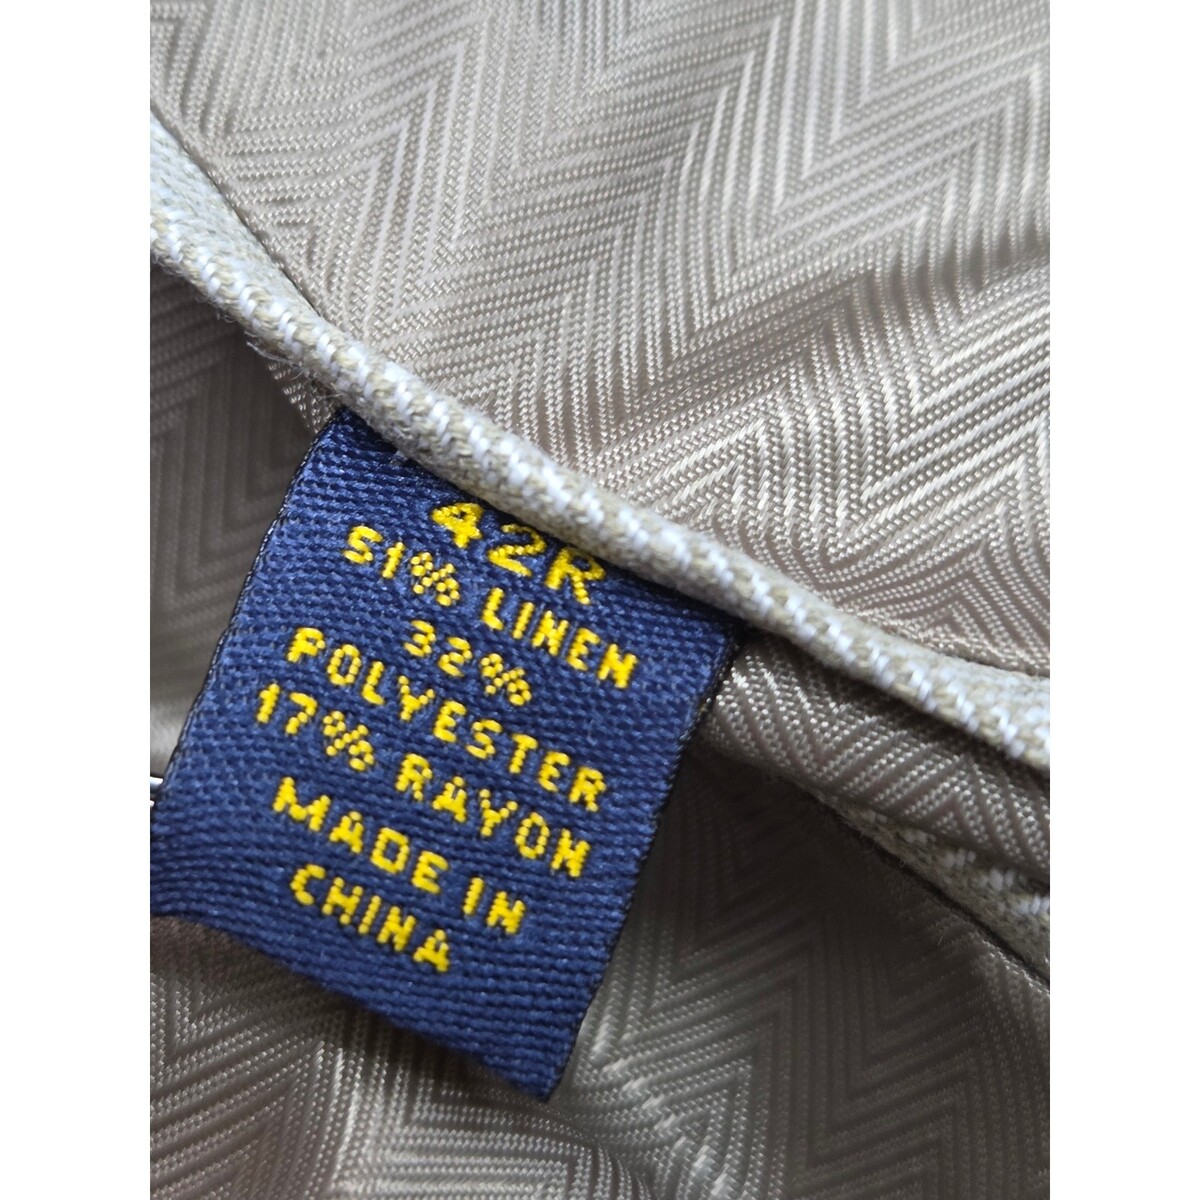 42R
51% LINEN
32%
POLYESTER
17% RAYON
MADE IN
CHINA